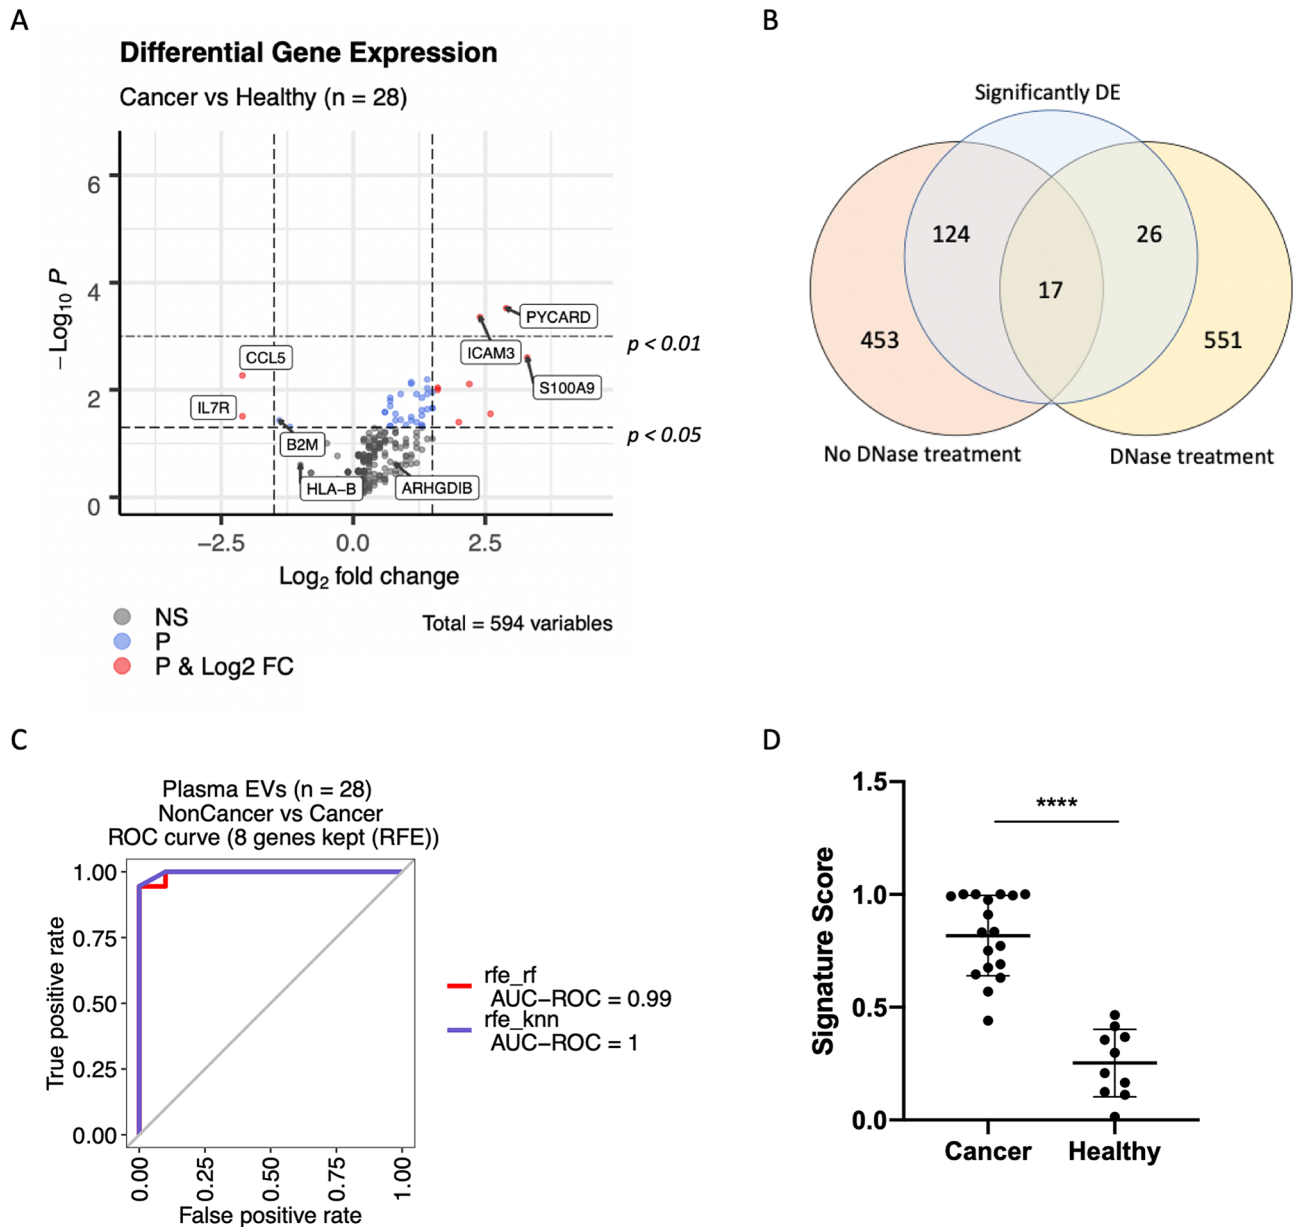 A
Differential Gene Expression
Cancer vs Healthy (n = 28)
−Log10 P
6
4
2
0
PYCARD
ICAM3
p < 0.01
CCL5
S100A9
IL7R
p < 0.05
B2M
HLA−B
ARHGDIB
−2.5
0.0
2.5
Log2 fold change
NS
P
P & Log2 FC
Total = 594 variables
B
Significantly DE
124
26
17
453
551
No DNase treatment
DNase treatment
C
Plasma EVs (n = 28)
NonCancer vs Cancer
ROC curve (8 genes kept (RFE))
True positive rate
1.00
0.75
0.50
0.25
0.00
0.00
0.25
0.50
0.75
1.00
False positive rate
rfe_rf
AUC−ROC = 0.99
rfe_knn
AUC−ROC = 1
D
Signature Score
1.5
1.0
0.5
0.0
****
Cancer
Healthy